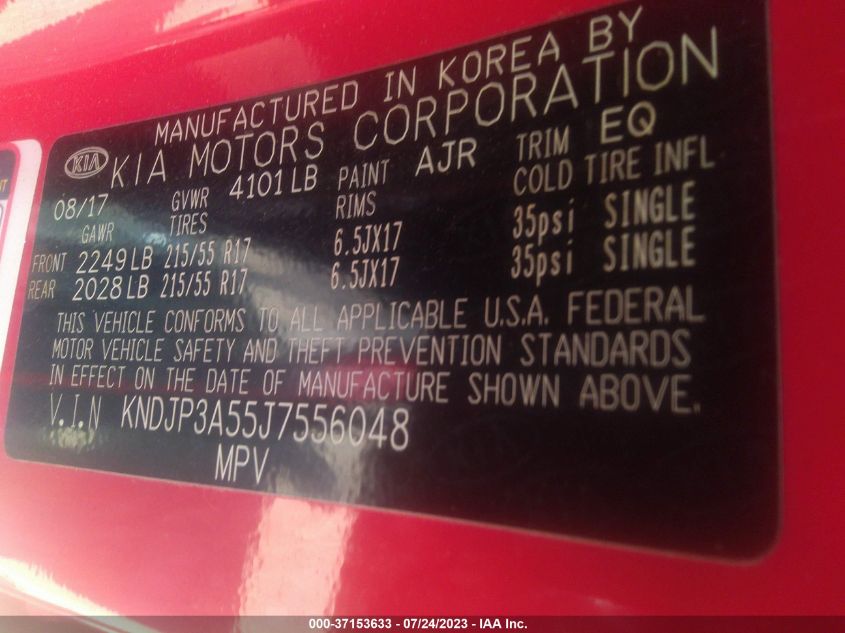 MANUFACTURED IN KOREA BY
KIA KIA MOTORS CORPORATION
08/17 GVWR 4101 LB PAINT AJR TRIM EQ
GAWR TIRES RIMS COLD TIRE INFL
FRONT 2249 LB 215/55 R17 6.5JX17 35psi SINGLE
REAR 2028 LB 215/55 R17 6.5JX17 35psi SINGLE
THIS VEHICLE CONFORMS TO ALL APPLICABLE U.S.A. FEDERAL
MOTOR VEHICLE SAFETY AND THEFT PREVENTION STANDARDS
IN EFFECT ON THE DATE OF MANUFACTURE SHOWN ABOVE.
V.I.N KNDJP3A55J7556048
MPV
000-37153633 - 07/24/2023 - IAA Inc.